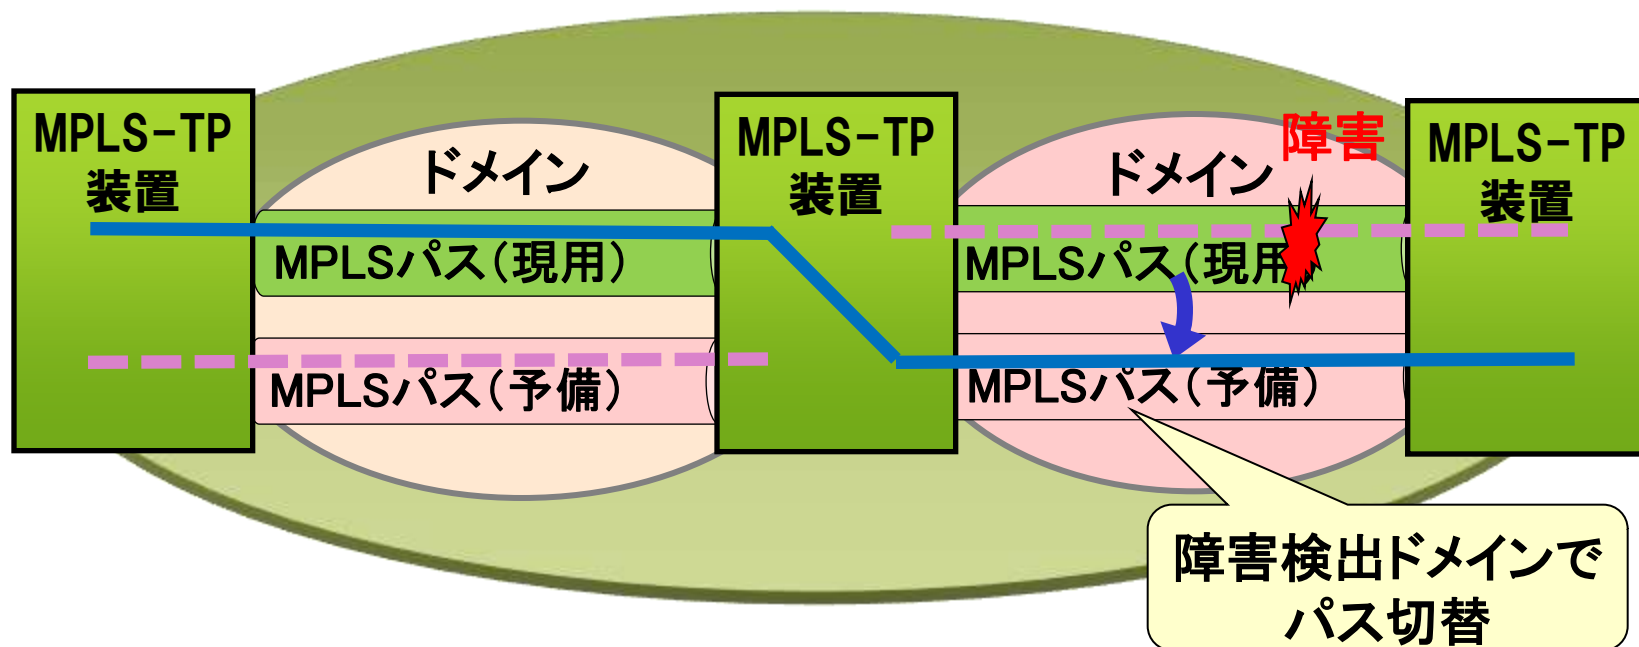 MPLS-TP
装置
ドメイン
MPLSパス(現用)
MPLSパス(予備)
MPLS-TP
装置
ドメイン
障害
MPLSパス(現用
MPLSパス(予備)
MPLS-TP
装置
障害検出ドメインで
パス切替